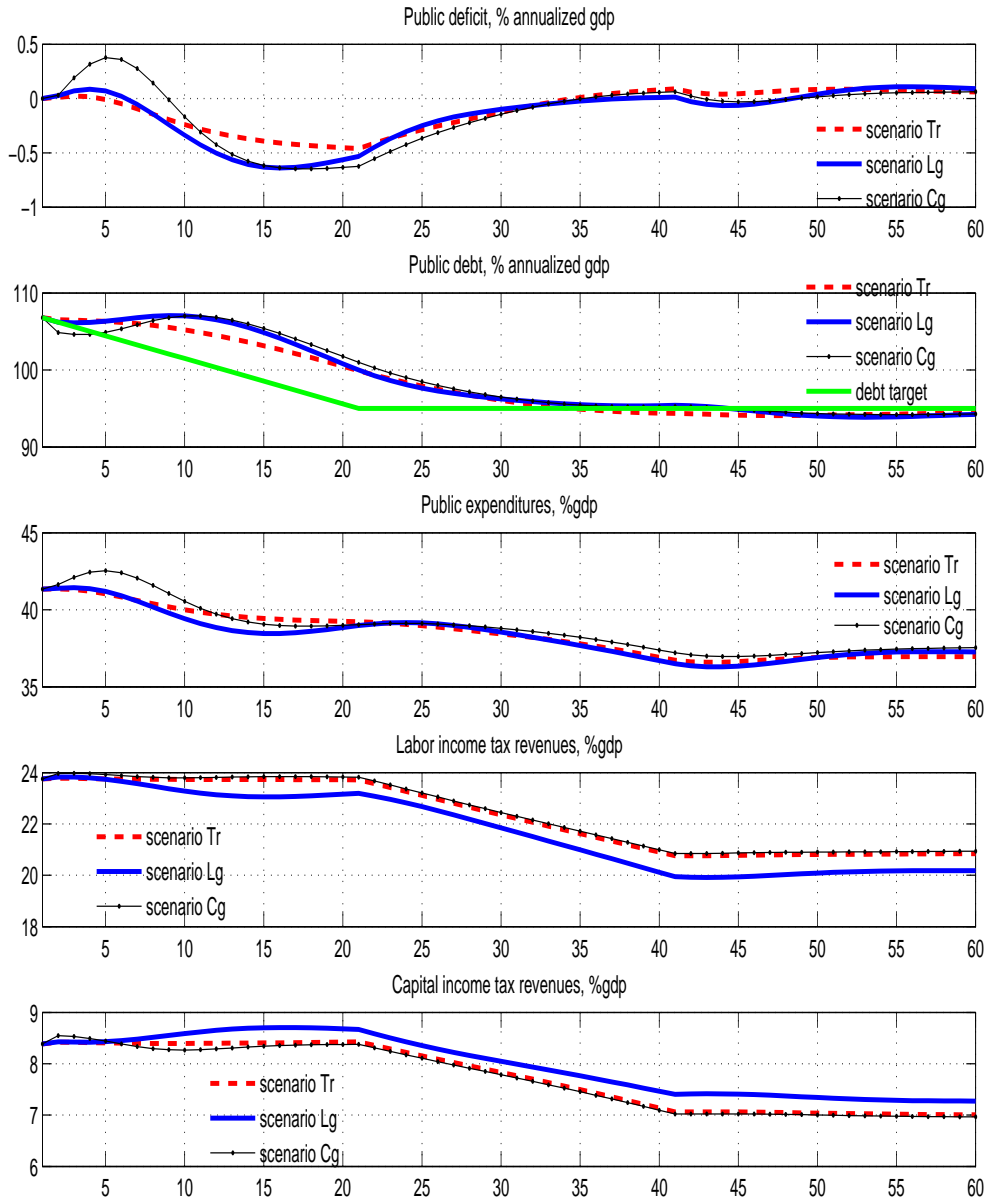 Public deficit, % annualized gdp
0.5
0
−0.5
−1
scenario Tr
scenario Lg
scenario Cg
5 10 15 20 25 30 35 40 45 50 55 60
Public debt, % annualized gdp
110
100
90
scenario Tr
scenario Lg
scenario Cg
debt target
5 10 15 20 25 30 35 40 45 50 55 60
Public expenditures, %gdp
45
40
35
scenario Tr
scenario Lg
scenario Cg
5 10 15 20 25 30 35 40 45 50 55 60
Labor income tax revenues, %gdp
24
22
20
18
scenario Tr
scenario Lg
scenario Cg
5 10 15 20 25 30 35 40 45 50 55 60
Capital income tax revenues, %gdp
9
8
7
6
scenario Tr
scenario Lg
scenario Cg
5 10 15 20 25 30 35 40 45 50 55 60